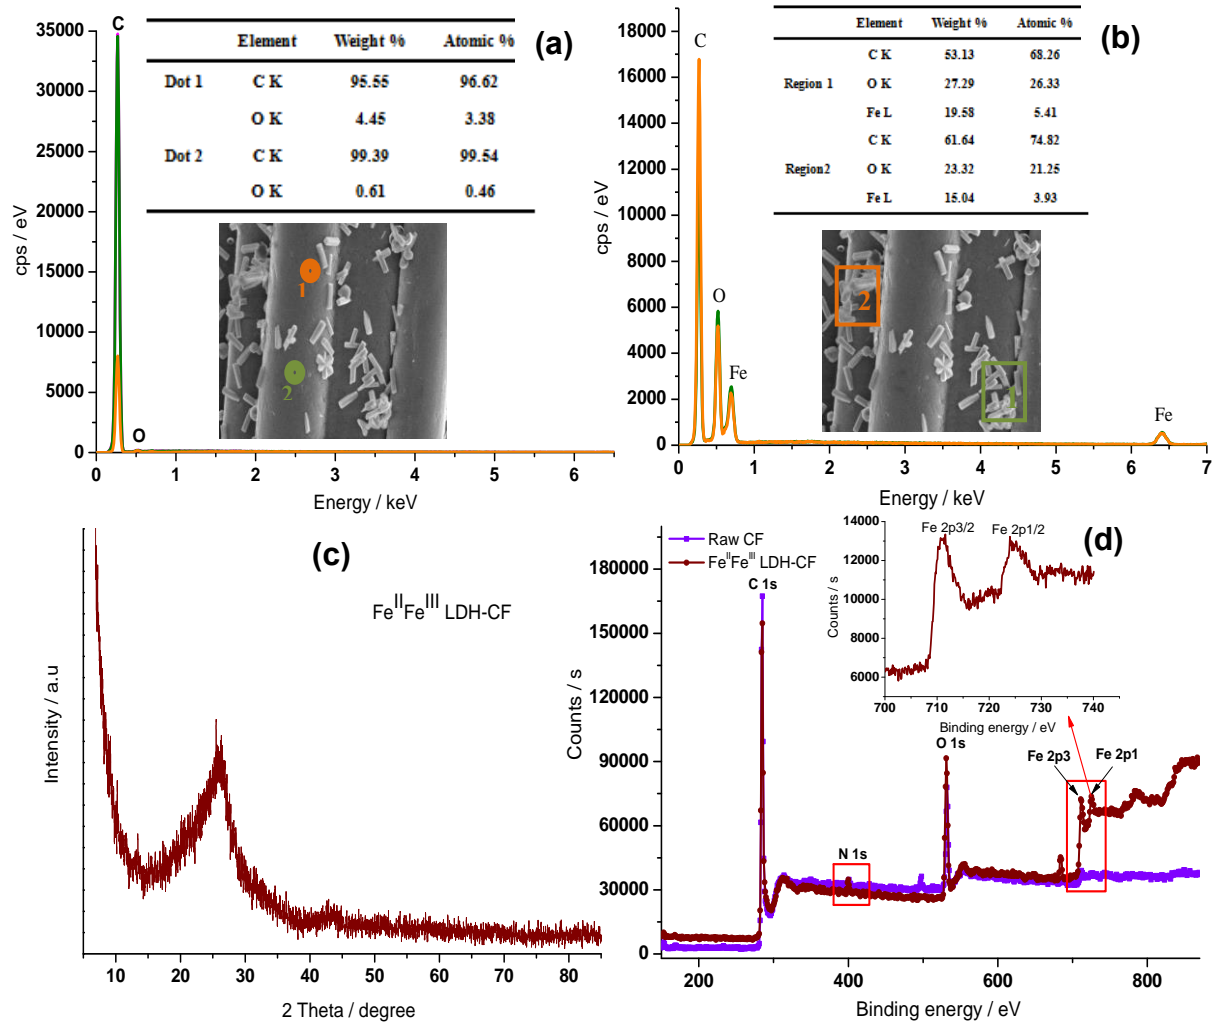 C
(a)
Element Weight % Atomic %
Dot 1 C K 95.55 96.62
O K 4.45 3.38
Dot 2 C K 99.39 99.54
O K 0.61 0.46
35000
30000
25000
20000
15000
10000
5000
0
cps / eV
1
2
O
0 1 2 3 4 5 6
Energy / keV
(b)
Element Weight % Atomic %
C K 53.13 68.26
Region 1 O K 27.29 26.33
Fe L 19.58 5.41
C K 61.64 74.82
Region2 O K 23.32 21.25
Fe L 15.04 3.93
18000
16000
14000
12000
10000
8000
6000
4000
2000
0
cps / eV
C
O
Fe
Fe
2
1
0 1 2 3 4 5 6 7
Energy / keV
(c)
Fe^II Fe^III LDH-CF
Intensity / a.u
10 20 30 40 50 60 70 80
2 Theta / degree
(d)
Raw CF
Fe^II Fe^III LDH-CF
180000
150000
120000
90000
60000
30000
0
Counts / s
C 1s
N 1s
O 1s
Fe 2p3
Fe 2p1
14000
12000
10000
8000
6000
Counts / s
Fe 2p3/2
Fe 2p1/2
700 710 720 730 740
Binding energy / eV
200 400 600 800
Binding energy / eV